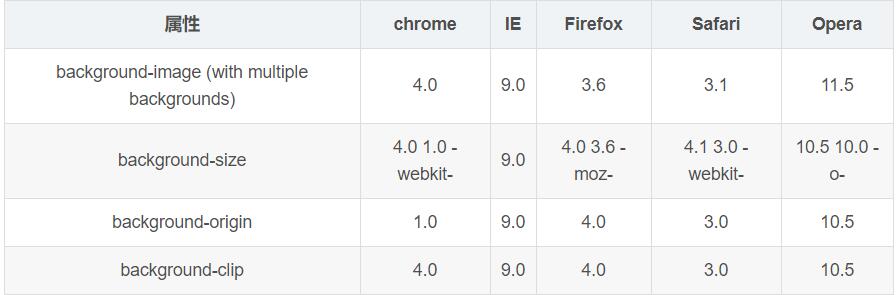 属性 chrome IE Firefox Safari Opera
background-image (with multiple
backgrounds) 4.0 9.0 3.6 3.1 11.5
background-size 4.0 1.0 -
webkit- 9.0 4.0 3.6 -
moz- 4.1 3.0 -
webkit- 10.5 10.0 -
o-
background-origin 1.0 9.0 4.0 3.0 10.5
background-clip 4.0 9.0 4.0 3.0 10.5